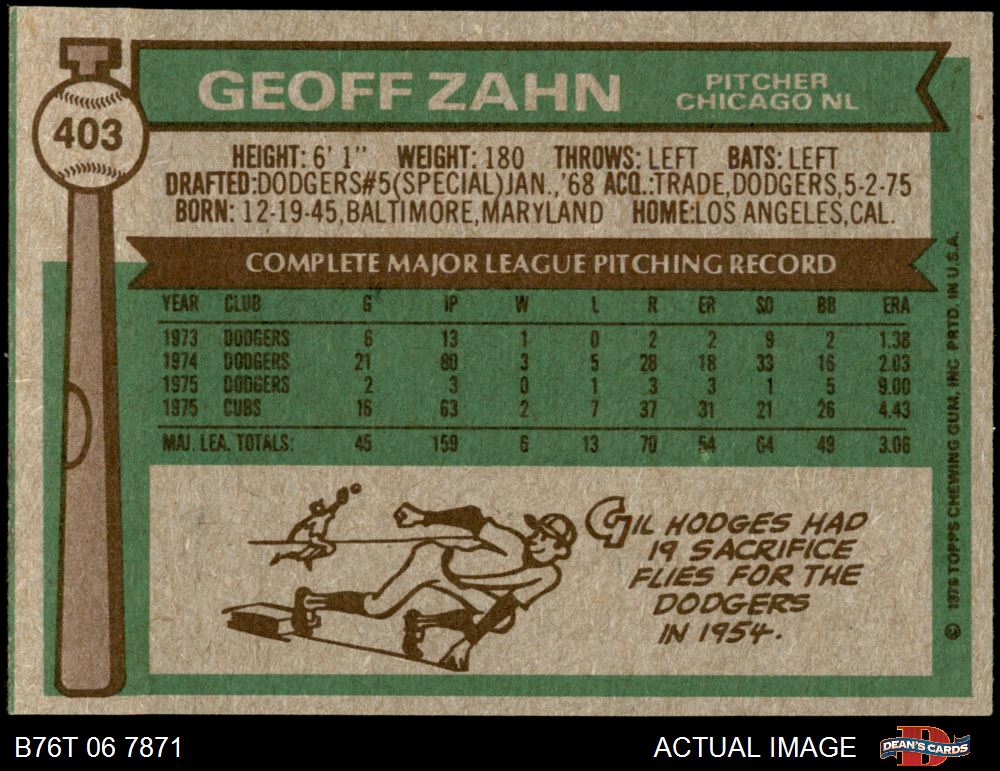 403
GEOFF ZAHN
PITCHER
CHICAGO NL
HEIGHT: 6' 1" WEIGHT: 180 THROWS: LEFT BATS: LEFT
DRAFTED:DODGERS#5(SPECIAL)JAN.,'68 ACQ.:TRADE,DODGERS,5-2-75
BORN: 12-19-45,BALTIMORE,MARYLAND HOME:LOS ANGELES,CAL.
COMPLETE MAJOR LEAGUE PITCHING RECORD
YEAR CLUB G IP W L R ER SO BB ERA
1973 DODGERS 6 13 1 0 2 2 9 2 1.38
1974 DODGERS 21 80 3 5 28 18 33 16 2.03
1975 DODGERS 2 3 0 1 3 3 1 5 9.00
1975 CUBS 16 63 2 7 37 31 21 26 4.43
MAJ. LEA. TOTALS: 45 159 6 13 70 54 64 49 3.06
GIL HODGES HAD
19 SACRIFICE
FLIES FOR THE
DODGERS
IN 1954.
© 1976 TOPPS CHEWING GUM, INC. PRTD. IN U.S.A.
B76T 06 7871
ACTUAL IMAGE
DEAN'S CARDS